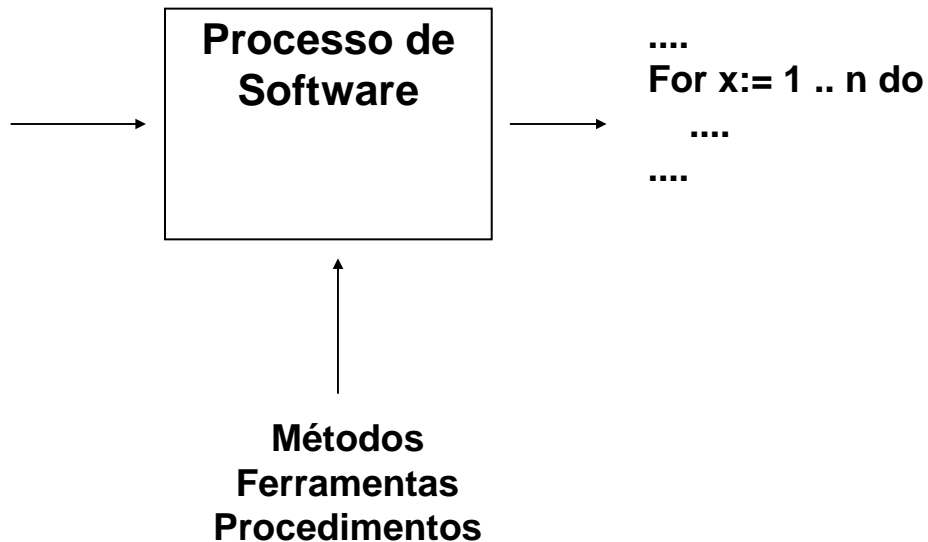 Processo de
Software
....
For x:= 1 .. n do
....
....
Métodos
Ferramentas
Procedimentos